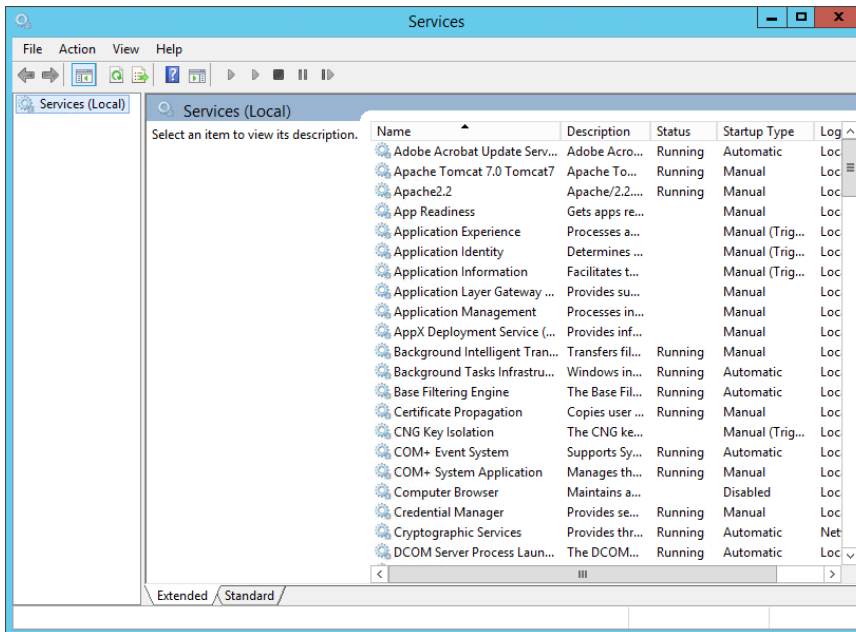 Services
File Action View Help
Services (Local)
Services (Local)
Select an item to view its description.
Name Description Status Startup Type Log
Adobe Acrobat Update Serv... Adobe Acro... Running Automatic Loc
Apache Tomcat 7.0 Tomcat7 Apache To... Running Manual Loc
Apache2.2 Apache/2.2.... Running Manual Loc
App Readiness Gets apps re... Manual Loc
Application Experience Processes a... Manual (Trig... Loc
Application Identity Determines ... Manual (Trig... Loc
Application Information Facilitates t... Manual (Trig... Loc
Application Layer Gateway ... Provides su... Manual Loc
Application Management Processes in... Manual Loc
AppX Deployment Service (... Provides inf... Manual Loc
Background Intelligent Tran... Transfers fil... Running Manual Loc
Background Tasks Infrastru... Windows in... Running Automatic Loc
Base Filtering Engine The Base Fil... Running Automatic Loc
Certificate Propagation Copies user ... Running Manual Loc
CNG Key Isolation The CNG ke... Manual (Trig... Loc
COM+ Event System Supports Sy... Running Automatic Loc
COM+ System Application Manages th... Running Manual Loc
Computer Browser Maintains a... Disabled Loc
Credential Manager Provides se... Running Manual Loc
Cryptographic Services Provides thr... Running Automatic Net
DCOM Server Process Laun... The DCOM... Running Automatic Loc
Extended Standard